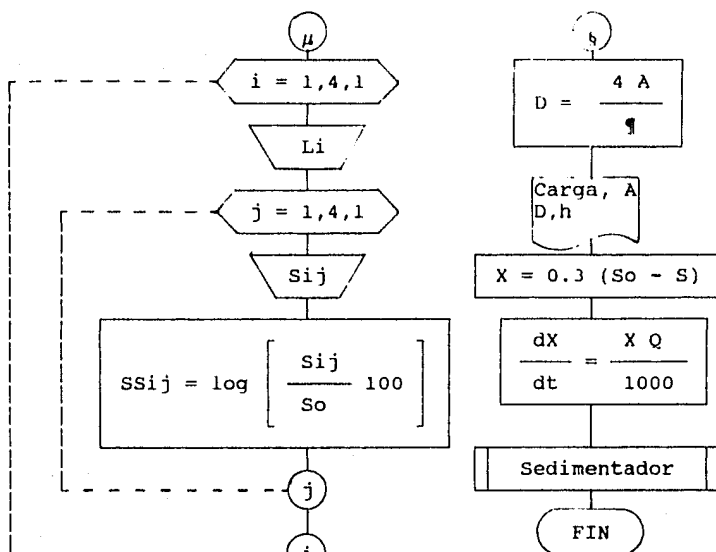 μ
i = 1,4,1
Li
j = 1,4,1
Sij
SSij = log [ Sij / So 100 ]
j
i
§
D = 4 A / ¶
Carga, A
D,h
X = 0.3 (So - S)
dX / dt = X Q / 1000
Sedimentador
FIN